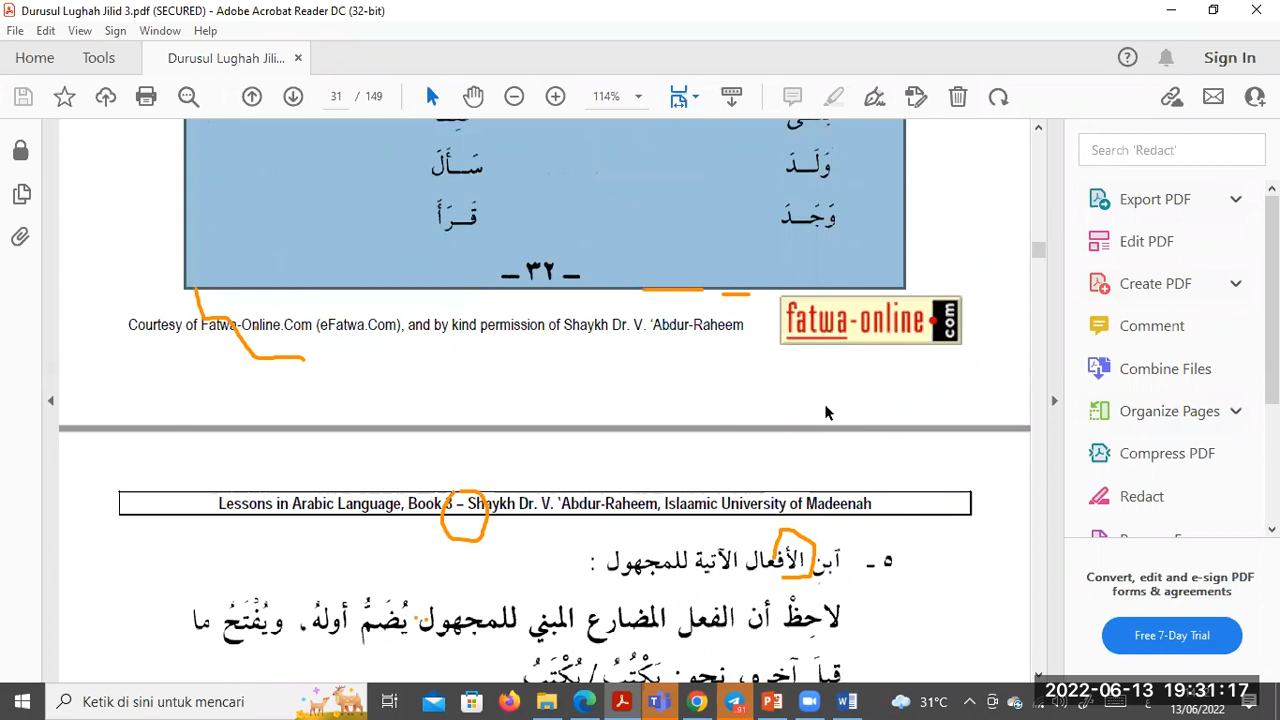 Durusul Lughah Jilid 3.pdf (SECURED) - Adobe Acrobat Reader DC (32-bit)
File Edit View Sign Window Help
Home Tools Durusul Lughah Jili... × Sign In
31 / 149 114%
Search 'Redact'
وَلَـدَ سَـأَلَ
وَجَـدَ قَـرَأَ
– ٣٢ –
Courtesy of Fatwa-Online.Com (eFatwa.Com), and by kind permission of Shaykh Dr. V. 'Abdur-Raheem
fatwa-online.com
Lessons in Arabic Language, Book 3 – Shaykh Dr. V. 'Abdur-Raheem, Islaamic University of Madeenah
٥ - ابنِ الأفعال الآتية للمجهول :
لاحِظْ أن الفعل المضارع المبني للمجهول يُضَمُّ أولهُ، ويُفْتَحُ ما
قبلَ آخره نحو: يَكْتُبُ / يُكْتَبُ
Export PDF
Edit PDF
Create PDF
Comment
Combine Files
Organize Pages
Compress PDF
Redact
Convert, edit and e-sign PDF
forms & agreements
Free 7-Day Trial
Ketik di sini untuk mencari
91
31°C
2022-06-13 19:31:17
13/06/2022